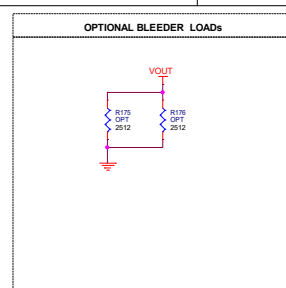 OPTIONAL BLEEDER LOADs
VOUT
R175
OPT
2512
R176
OPT
2512